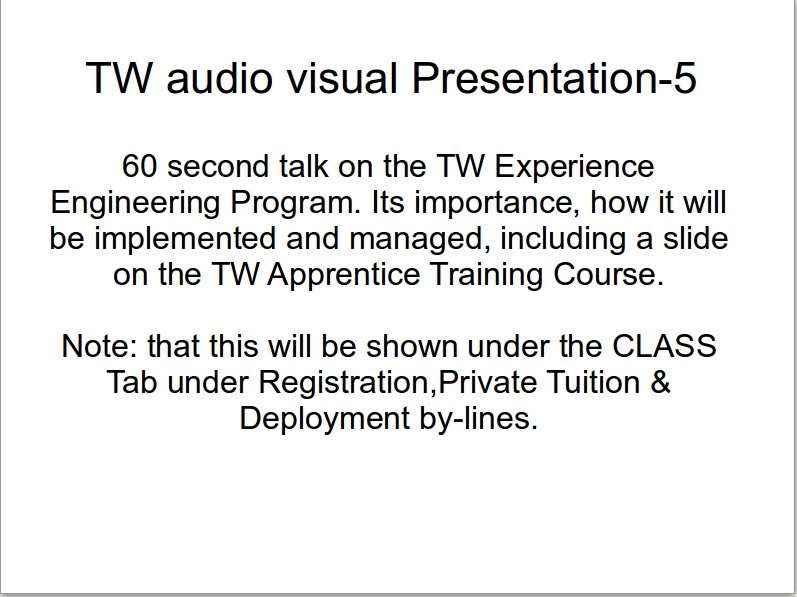 TW audio visual Presentation-5
60 second talk on the TW Experience
Engineering Program. Its importance, how it will
be implemented and managed, including a slide
on the TW Apprentice Training Course.
Note: that this will be shown under the CLASS
Tab under Registration,Private Tuition &
Deployment by-lines.